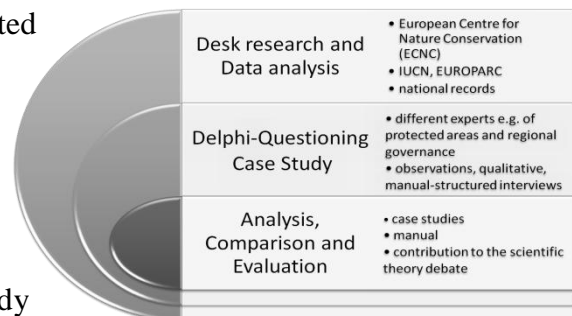 ted
Desk research and
Data analysis
• European Centre for
Nature Conservation
(ECNC)
• IUCN, EUROPARC
• national records
Delphi-Questioning
Case Study
• different experts e.g. of
protected areas and regional
governance
• observations, qualitative,
manual-structured interviews
Analysis,
Comparison and
Evaluation
• case studies
• manual
• contribution to the scientific
theory debate
dy